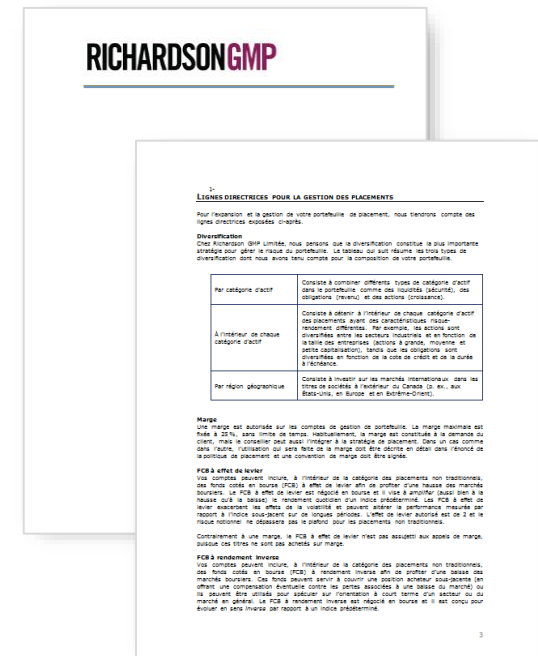 RICHARDSONGMP
1-
LIGNES DIRECTRICES POUR LA GESTION DES PLACEMENTS
Pour l'expansion et la gestion de votre portefeuille de placement, nous tiendrons compte des
lignes directrices exposées ci-après.
Diversification
Chez Richardson GMP Limitée, nous pensons que la diversification constitue la plus importante
stratégie pour gérer le risque du portefeuille. Le tableau qui suit résume les trois types de
diversification dont nous avons tenu compte pour la composition de votre portefeuille.
Par catégorie d'actif
Consiste à combiner différents types de catégorie d'actif
dans le portefeuille comme des liquidités (sécurité), des
obligations (revenu) et des actions (croissance).
À l'intérieur de chaque
catégorie d'actif
Consiste à détenir à l'intérieur de chaque catégorie d'actif
des placements ayant des caractéristiques risque-
rendement différentes. Par exemple, les actions sont
diversifiées entre les secteurs industriels et en fonction de
la taille des entreprises (actions à grande, moyenne et
petite capitalisation), tandis que les obligations sont
diversifiées en fonction de la cote de crédit et de la durée
à l'échéance.
Par région géographique
Consiste à investir sur les marchés internationaux dans les
titres de sociétés à l'extérieur du Canada (p. ex., aux
États-Unis, en Europe et en Extrême-Orient).
Marge
Une marge est autorisée sur les comptes de gestion de portefeuille. La marge maximale est
fixée à 25 %, sans limite de temps. Habituellement, la marge est constituée à la demande du
client, mais le conseiller peut aussi l'intégrer à la stratégie de placement. Dans un cas comme
dans l'autre, l'utilisation qui sera faite de la marge doit être décrite en détail dans l'énoncé de
la politique de placement et une convention de marge doit être signée.
FCB à effet de levier
Vos comptes peuvent inclure, à l'intérieur de la catégorie des placements non traditionnels,
des fonds cotés en bourse (FCB) à effet de levier afin de profiter d'une hausse des marchés
boursiers. Le FCB à effet de levier est négocié en bourse et il vise à amplifier (aussi bien à la
hausse qu'à la baisse) le rendement quotidien d'un indice prédéterminé. Les FCB à effet de
levier exacerbent les effets de la volatilité et peuvent altérer la performance mesurée par
rapport à l'indice sous-jacent sur de longues périodes. L'effet de levier autorisé est de 2 et le
risque notionnel ne dépassera pas le plafond pour les placements non traditionnels.
Contrairement à une marge, le FCB à effet de levier n'est pas assujetti aux appels de marge,
puisque ces titres ne sont pas achetés sur marge.
FCB à rendement inverse
Vos comptes peuvent inclure, à l'intérieur de la catégorie des placements non traditionnels,
des fonds cotés en bourse (FCB) à rendement inverse afin de profiter d'une baisse des
marchés boursiers. Ces fonds peuvent servir à couvrir une position acheteur sous-jacente (en
offrant une compensation éventuelle contre les pertes associées à une baisse du marché) ou
ils peuvent être utilisés pour spéculer sur l'orientation à court terme d'un secteur ou du
marché en général. Le FCB à rendement inverse est négocié en bourse et il est conçu pour
évoluer en sens inverse par rapport à un indice prédéterminé.
3